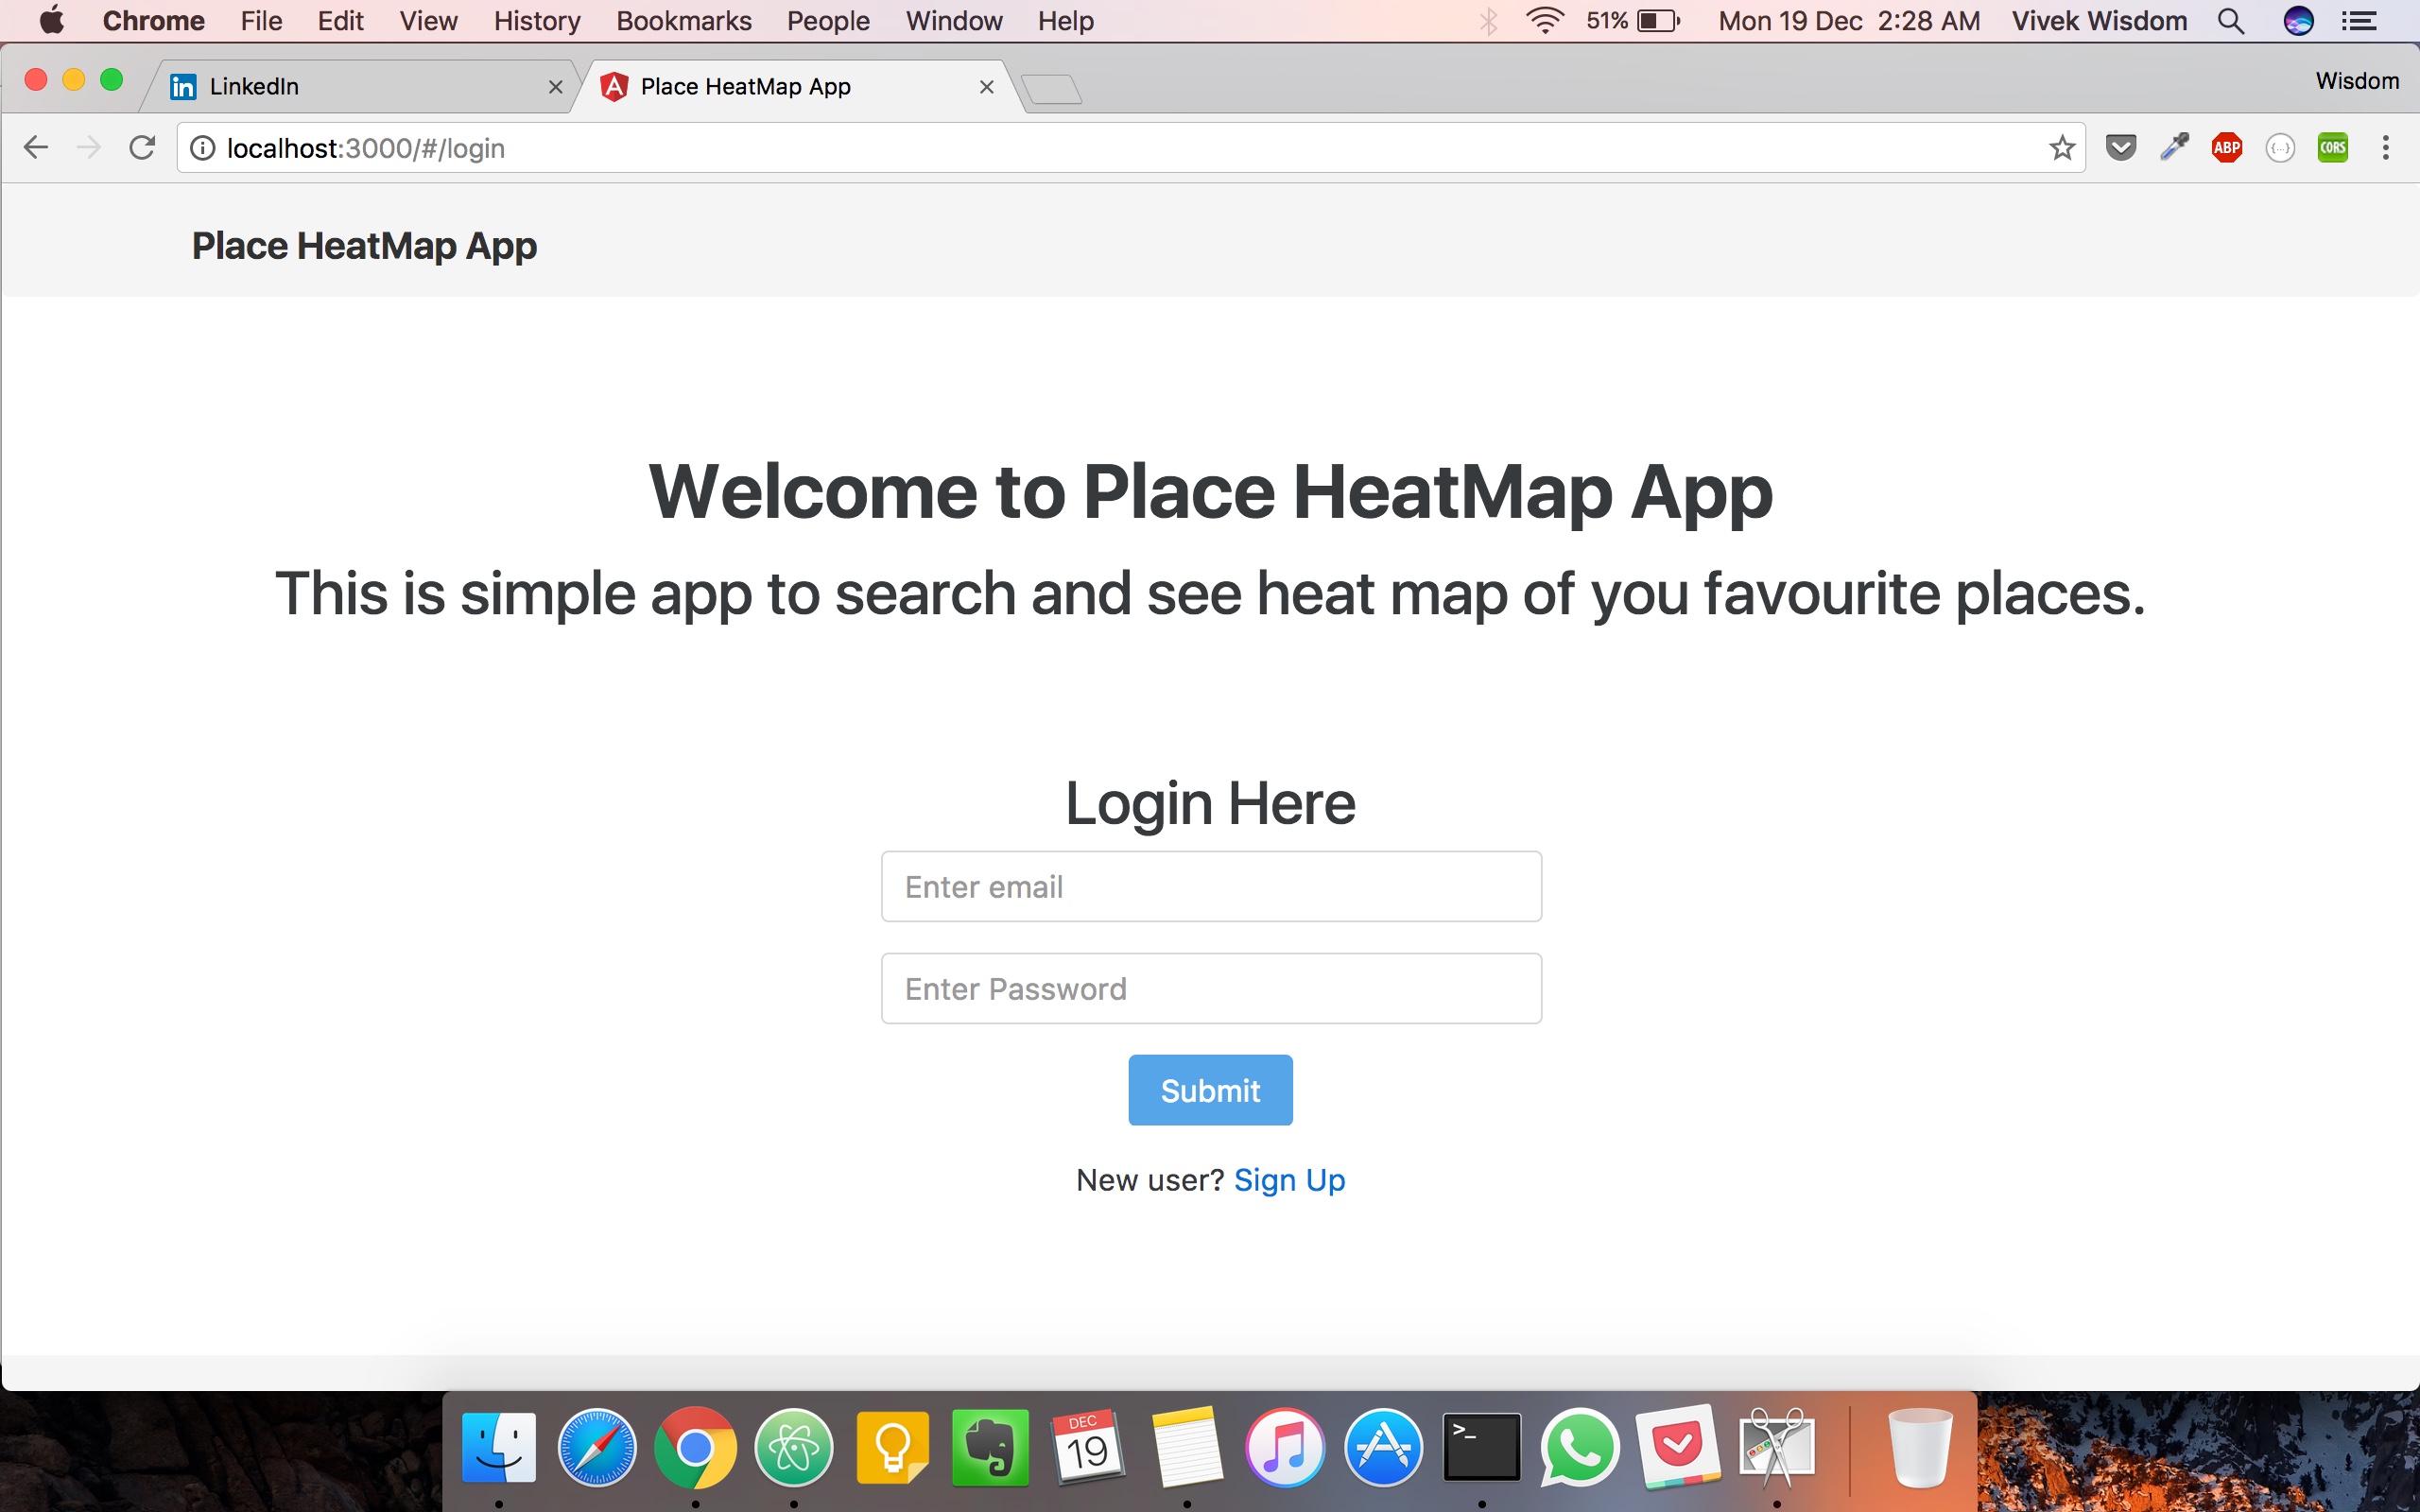 Chrome File Edit View History Bookmarks People Window Help 51% Mon 19 Dec 2:28 AM Vivek Wisdom
in LinkedIn Place HeatMap App Wisdom
localhost:3000/#/login ABP {...} CORS
Place HeatMap App
Welcome to Place HeatMap App
This is simple app to search and see heat map of you favourite places.
Login Here
Enter email
Enter Password
Submit
New user? Sign Up
DEC
19
>_